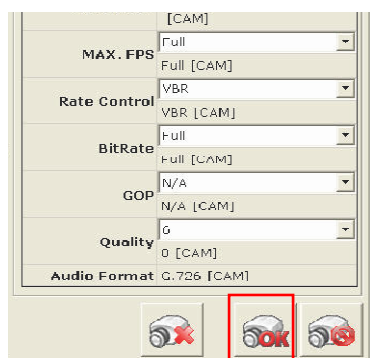 [CAM]
MAX. FPS
Full
Full [CAM]
Rate Control
VBR
VBR [CAM]
BitRate
Full
Full [CAM]
GOP
N/A
N/A [CAM]
Quality
6
0 [CAM]
Audio Format G.726 [CAM]
OK